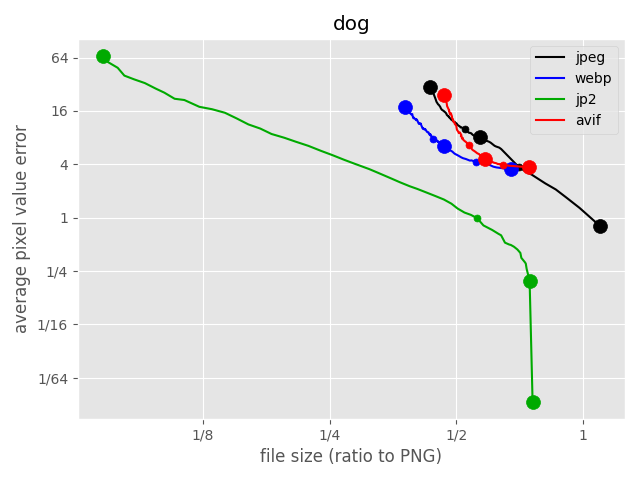 dog
64
16
4
1
1/4
1/16
1/64
average pixel value error
1/8
1/4
1/2
1
file size (ratio to PNG)
jpeg
webp
jp2
avif